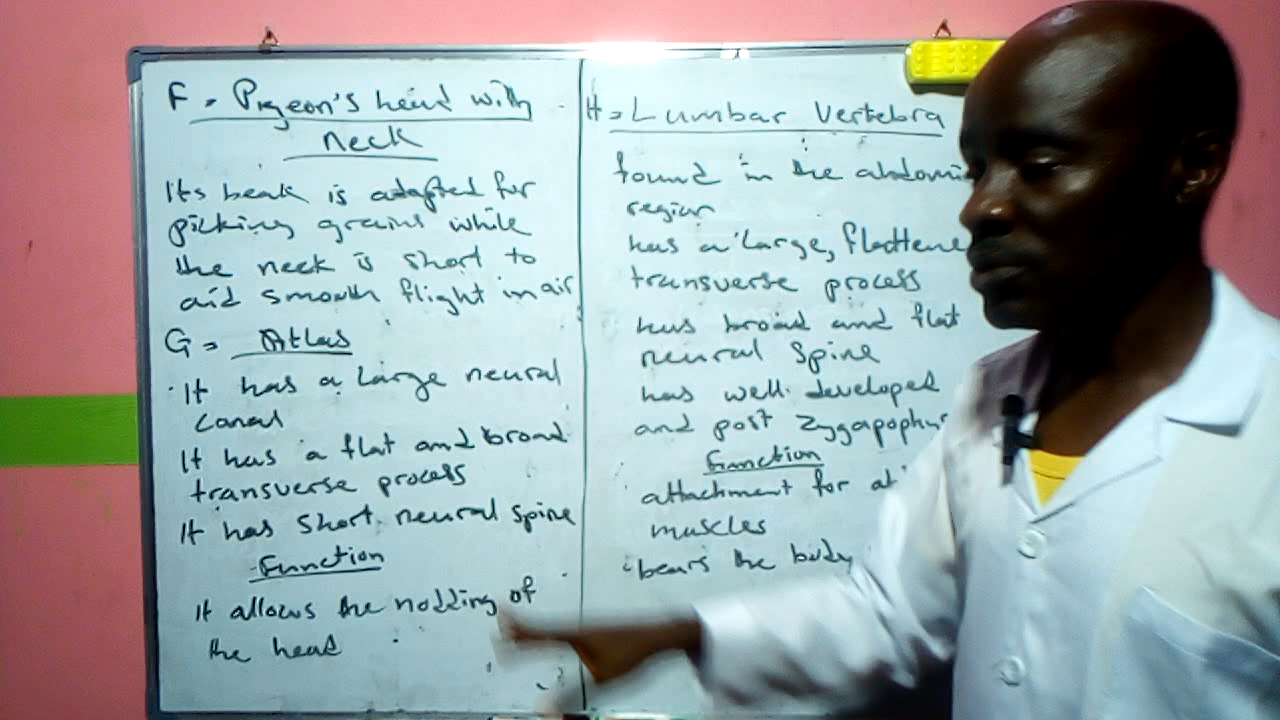 F = Pigeon's head with
Neck
Its beak is adapted for
picking grains while
the neck is short to
aid smooth flight in air
G = Atlas
It has a large neural
canal
It has a flat and broad
transverse process
It has short neural spine
Function
It allows the nodding of
the head
H = Lumbar Vertebra
found in the abdomi
region
has a large, flattene
transverse process
has broad and flat
neural spine
has well developed
and post zygapophys
Function
attachment for
muscles
bears the body